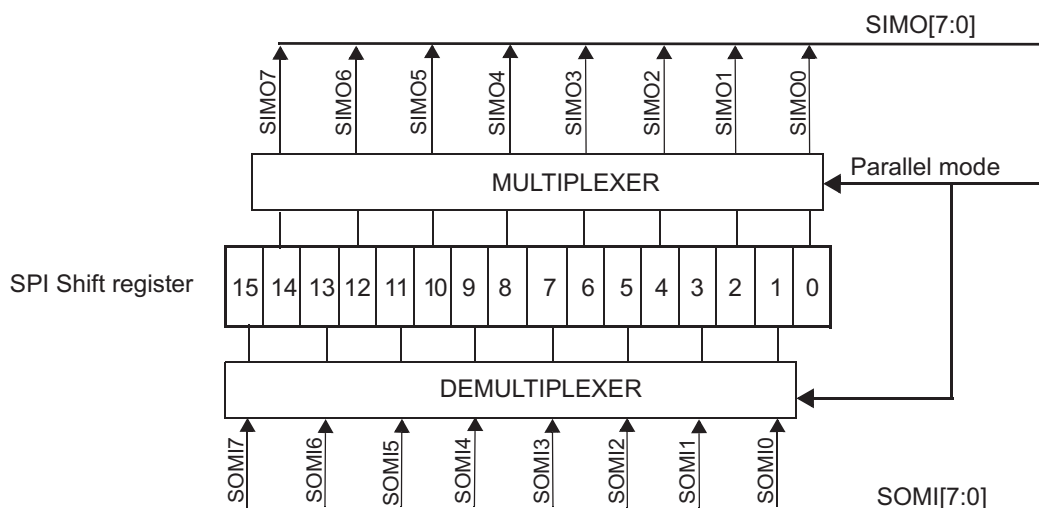 SIMO[7:0]
SIMO7 SIMO6 SIMO5 SIMO4 SIMO3 SIMO2 SIMO1 SIMO0
MULTIPLEXER
Parallel mode
SPI Shift register
15 14 13 12 11 10 9 8 7 6 5 4 3 2 1 0
DEMULTIPLEXER
SOMI7 SOMI6 SOMI5 SOMI4 SOMI3 SOMI2 SOMI1 SOMI0
SOMI[7:0]